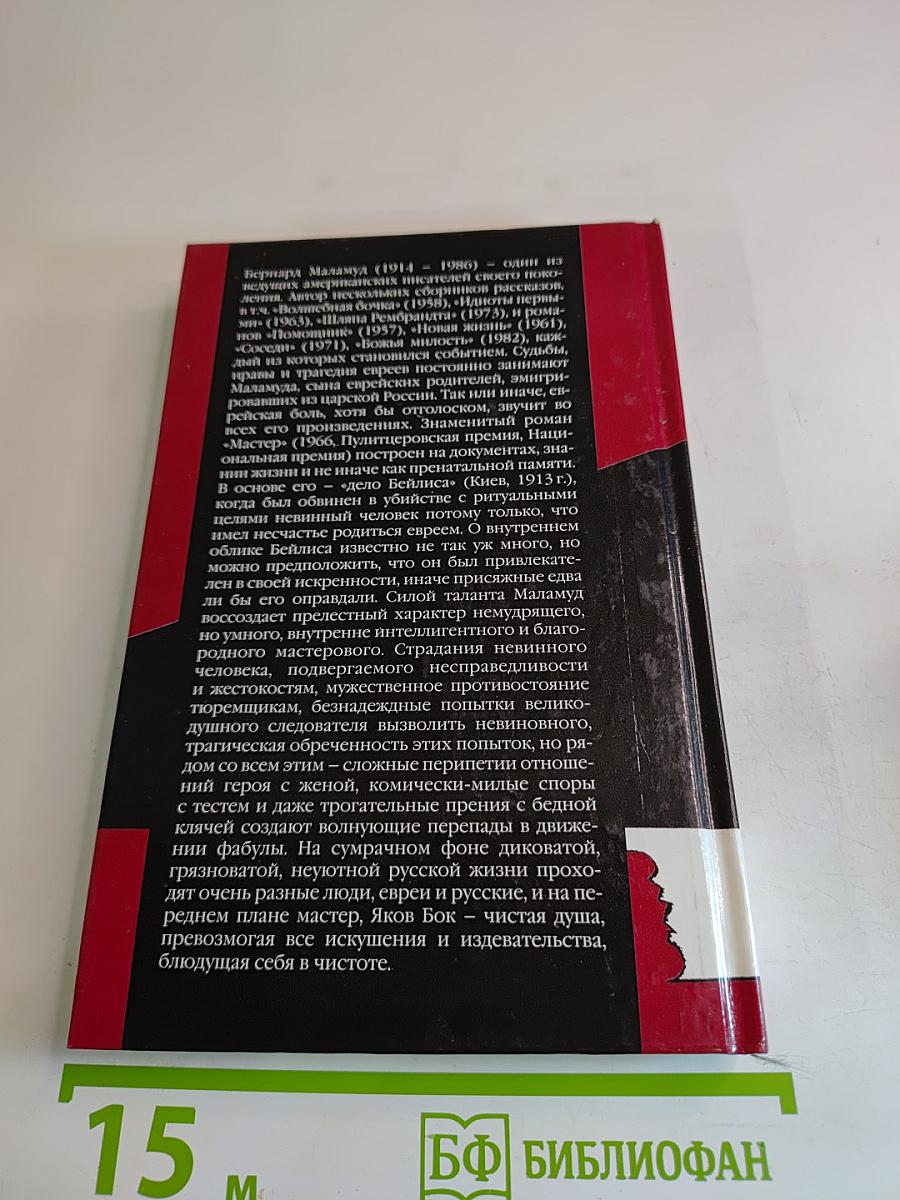 Бернард Маламуд (1914 – 1986) – один из
ведущих американских писателей своего поко-
ления. Автор нескольких сборников рассказов,
в т.ч. «Волшебная бочка» (1958), «Идиоты первы-
ми» (1963), «Шляпа Рембрандта» (1973), и рома-
нов «Помощник» (1957), «Новая жизнь» (1961),
«Соседи» (1971), «Божья милость» (1982), каж-
дый из которых становился событием. Судьбы,
нравы и трагедия евреев постоянно занимают
Маламуда, сына еврейских родителей, эмигри-
ровавших из царской России. Так или иначе, ев-
рейская боль, хотя бы отголоском, звучит во
всех его произведениях. Знаменитый роман
«Мастер» (1966, Пулитцеровская премия, Наци-
ональная премия) построен на документах, зна-
нии жизни и не иначе как пренатальной памяти.
В основе его – «дело Бейлиса» (Киев, 1913 г.),
когда был обвинен в убийстве с ритуальными
целями невинный человек потому только, что
имел несчастье родиться евреем. О внутреннем
облике Бейлиса известно не так уж много, но
можно предположить, что он был привлекате-
лен в своей искренности, иначе присяжные едва
ли бы его оправдали. Силой таланта Маламуд
воссоздает прелестный характер немудрящего,
но умного, внутренне интеллигентного и благо-
родного мастерового. Страдания невинного
человека, подвергаемого несправедливости
и жестокостям, мужественное противостояние
тюремщикам, безнадежные попытки велико-
душного следователя вызволить невиновного,
трагическая обреченность этих попыток, но ря-
дом со всем этим – сложные перипетии отноше-
ний героя с женой, комически-милые споры
с тестем и даже трогательные прения с бедной
клячей создают волнующие перепады в движе-
нии фабулы. На сумрачном фоне диковатой,
грязноватой, неуютной русской жизни прохо-
дят очень разные люди, евреи и русские, и на пе-
реднем плане мастер, Яков Бок – чистая душа,
превозмогая все искушения и издевательства,
блюдущая себя в чистоте.
15 м
БФ БИБЛИОФАН